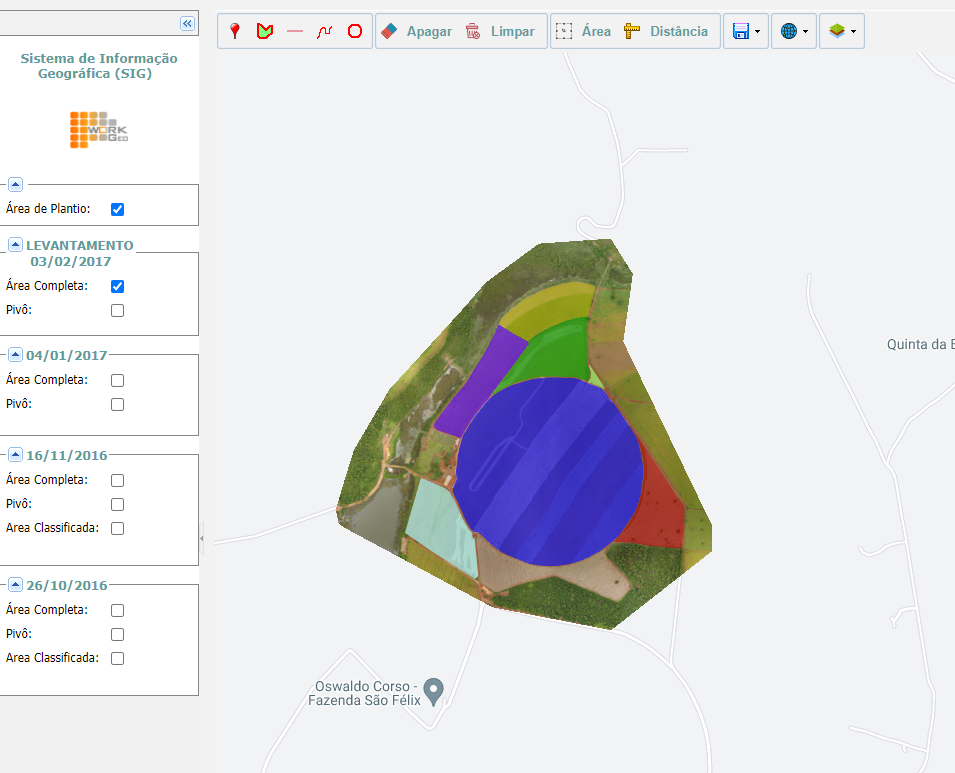 Sistema de Informação
Geográfica (SIG)
WORK
GEO
Área de Plantio:
LEVANTAMENTO
03/02/2017
Área Completa:
Pivô:
04/01/2017
Área Completa:
Pivô:
16/11/2016
Área Completa:
Pivô:
Area Classificada:
26/10/2016
Área Completa:
Pivô:
Area Classificada:
Apagar
Limpar
Área
Distância
Quinta da
Oswaldo Corso -
Fazenda São Félix